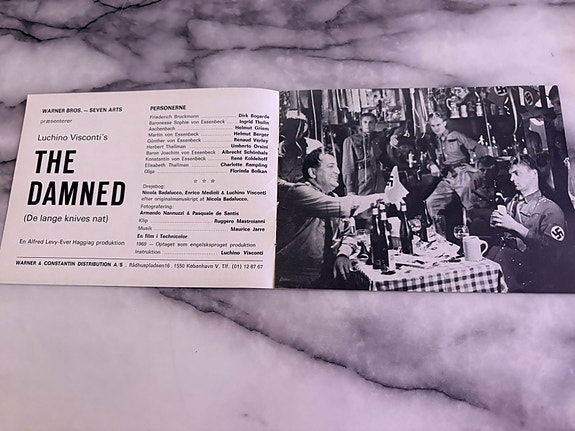 WARNER BROS. — SEVEN ARTS
præsenterer
Luchino Visconti's
THE
DAMNED
(De lange knives nat)
En Alfred Levy-Ever Haggiag produktion
PERSONERNE
Friederich Bruckmann Dirk Bogarde
Baronesse Sophie von Essenbeck Ingrid Thulin
Aschenbach Helmut Griem
Martin von Essenbeck Helmut Berger
Günther von Essenbeck Renaud Verley
Herbert Thallman Umberto Orsini
Baron Joachim von Essenbeck Albrecht Schönhals
Konstantin von Essenbeck René Koldehoff
Elisabeth Thallman Charlotte Rampling
Olga Florinda Bolkan
☆ ☆ ☆
Drejebog:
Nicola Badalucco, Enrico Medioli & Luchino Visconti
efter originalmanuskript af Nicola Badalucco.
Fotografering:
Armando Nannuzzi & Pasquale de Santis
Klip Ruggero Mastroianni
Musik Maurice Jarre
En film i Technicolor
1969 — Optaget som engelsksproget produktion
Instruktion Luchino Visconti
WARNER & CONSTANTIN DISTRIBUTION A/S Rådhuspladsen 16 . 1550 København V. Tlf. (01) 12 87 67